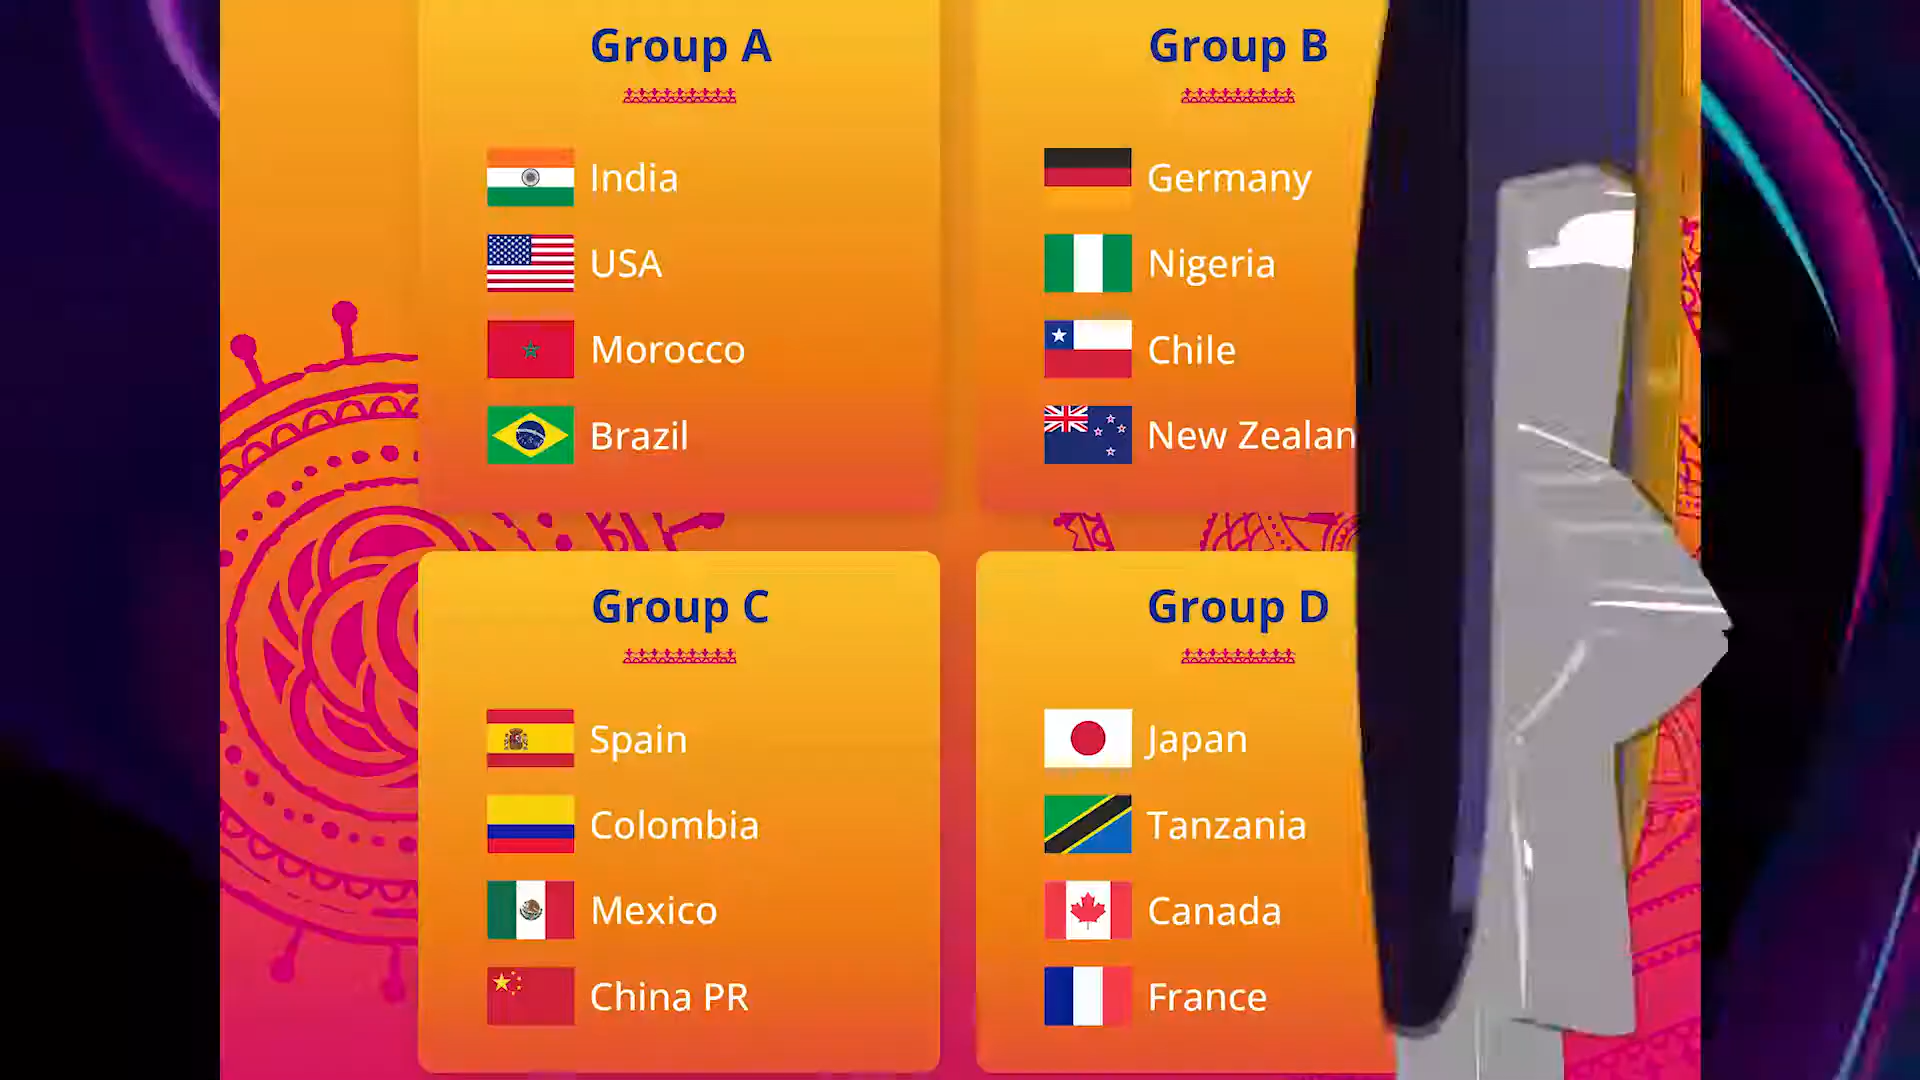 Group A
India
USA
Morocco
Brazil
Group B
Germany
Nigeria
Chile
New Zealan
Group C
Spain
Colombia
Mexico
China PR
Group D
Japan
Tanzania
Canada
France